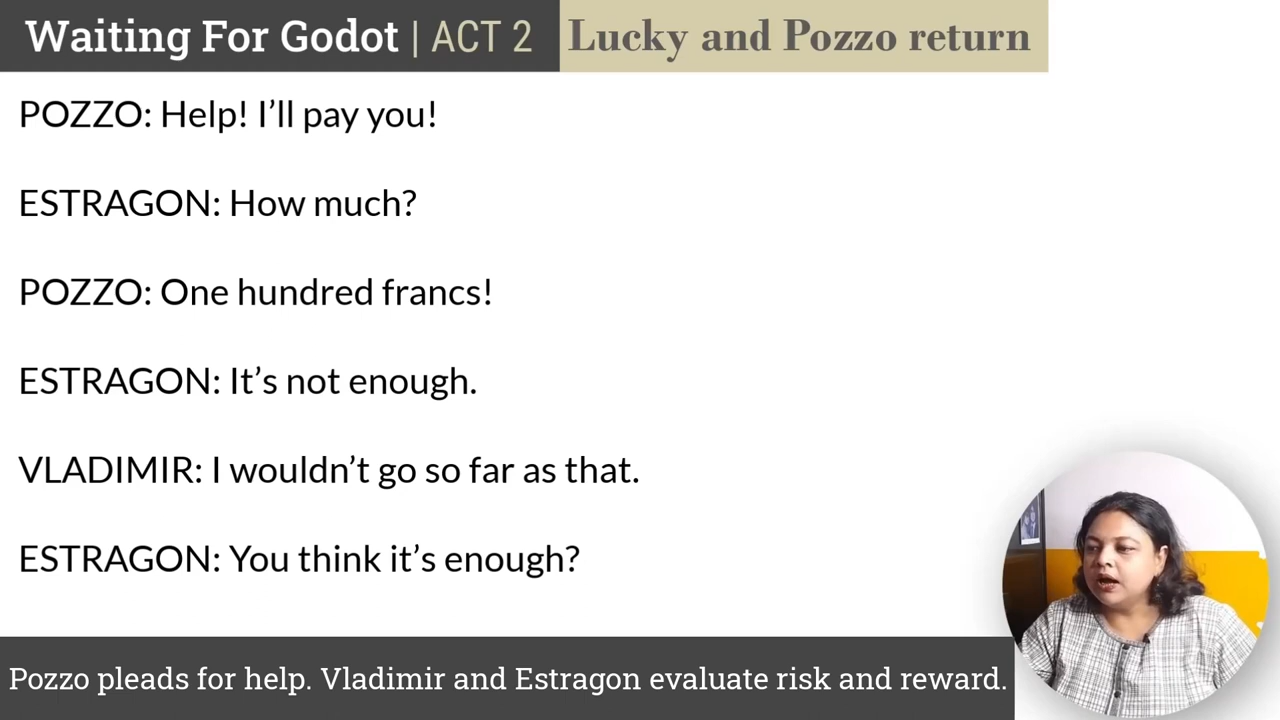 Waiting For Godot | ACT 2 Lucky and Pozzo return
POZZO: Help! I’ll pay you!
ESTRAGON: How much?
POZZO: One hundred francs!
ESTRAGON: It’s not enough.
VLADIMIR: I wouldn’t go so far as that.
ESTRAGON: You think it’s enough?
Pozzo pleads for help. Vladimir and Estragon evaluate risk and reward.